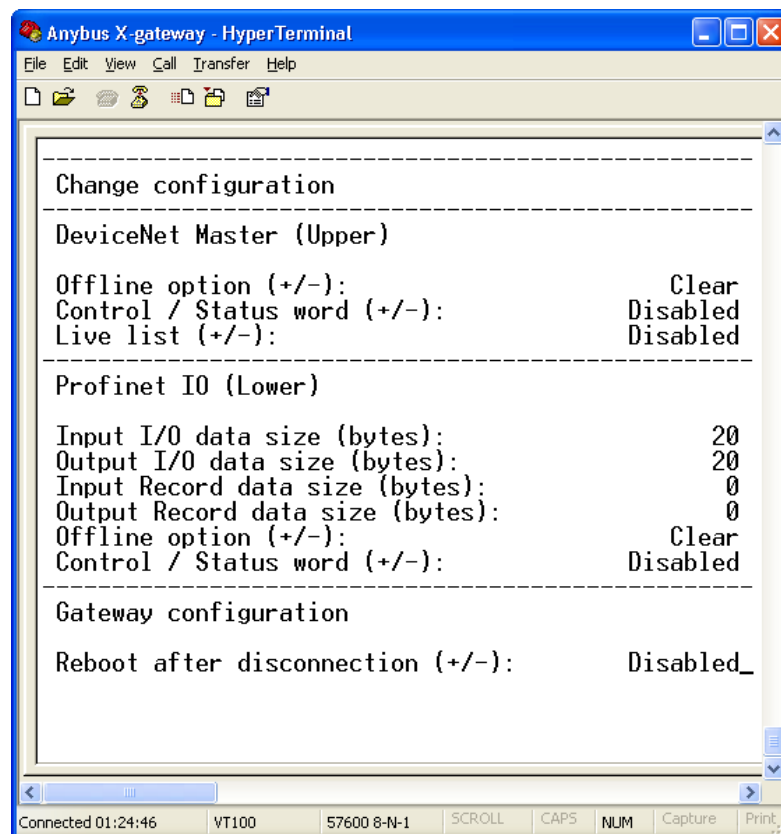 Anybus X-gateway - HyperTerminal
File Edit View Call Transfer Help
Change configuration
DeviceNet Master (Upper)
Offline option (+/-): Clear
Control / Status word (+/-): Disabled
Live list (+/-): Disabled
Profinet IO (Lower)
Input I/O data size (bytes): 20
Output I/O data size (bytes): 20
Input Record data size (bytes): 0
Output Record data size (bytes): 0
Offline option (+/-): Clear
Control / Status word (+/-): Disabled
Gateway configuration
Reboot after disconnection (+/-): Disabled_
Connected 01:24:46 VT100 57600 8-N-1 SCROLL CAPS NUM Capture Print